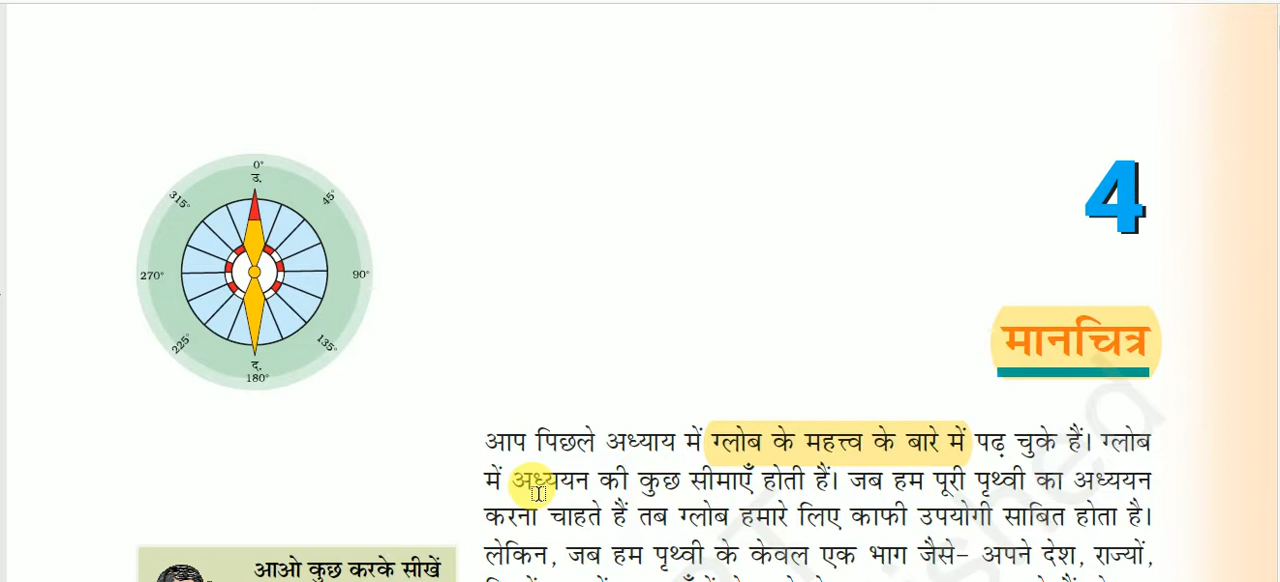 0°
उ.
315°
45°
270°
90°
225°
135°
द.
180°
4
मानचित्र
आप पिछले अध्याय में ग्लोब के महत्त्व के बारे में पढ़ चुके हैं। ग्लोब
में अध्ययन की कुछ सीमाएँ होती हैं। जब हम पूरी पृथ्वी का अध्ययन
करना चाहते हैं तब ग्लोब हमारे लिए काफी उपयोगी साबित होता है।
लेकिन, जब हम पृथ्वी के केवल एक भाग जैसे– अपने देश, राज्यों,
आओ कुछ करके सीखें